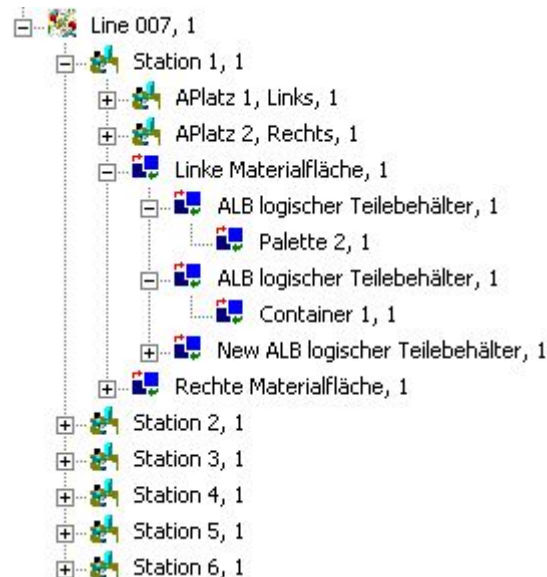 Line 007, 1
Station 1, 1
APlatz 1, Links, 1
APlatz 2, Rechts, 1
Linke Materialfläche, 1
ALB logischer Teilebehälter, 1
Palette 2, 1
ALB logischer Teilebehälter, 1
Container 1, 1
New ALB logischer Teilebehälter, 1
Rechte Materialfläche, 1
Station 2, 1
Station 3, 1
Station 4, 1
Station 5, 1
Station 6, 1